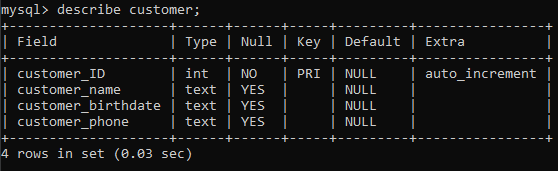 mysql> describe customer;
+--------------------+------+------+-----+---------+----------------+
| Field              | Type | Null | Key | Default | Extra          |
+--------------------+------+------+-----+---------+----------------+
| customer_ID        | int  | NO   | PRI | NULL    | auto_increment |
| customer_name      | text | YES  |     | NULL    |                |
| customer_birthdate | text | YES  |     | NULL    |                |
| customer_phone     | text | YES  |     | NULL    |                |
+--------------------+------+------+-----+---------+----------------+
4 rows in set (0.03 sec)